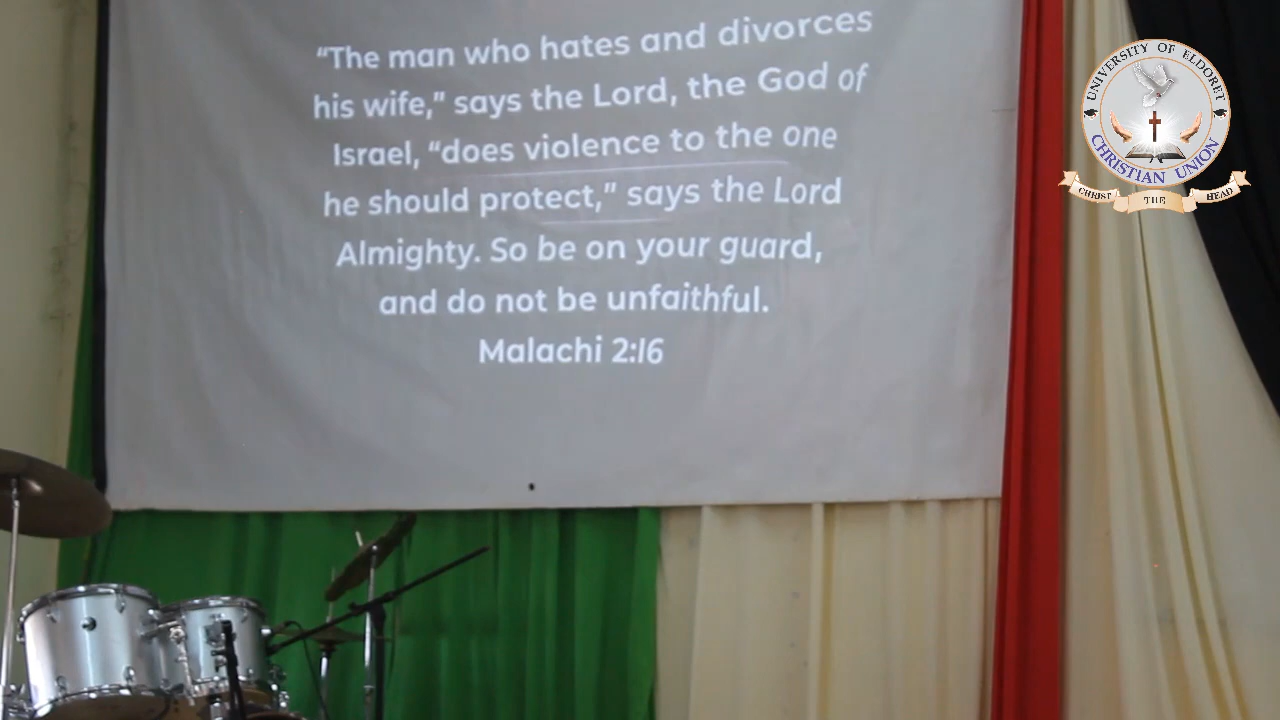 “The man who hates and divorces
his wife,” says the Lord, the God of
Israel, “does violence to the one
he should protect,” says the Lord
Almighty. So be on your guard,
and do not be unfaithful.
Malachi 2:16
UNIVERSITY OF ELDORET
CHRISTIAN UNION
CHRIST THE HEAD